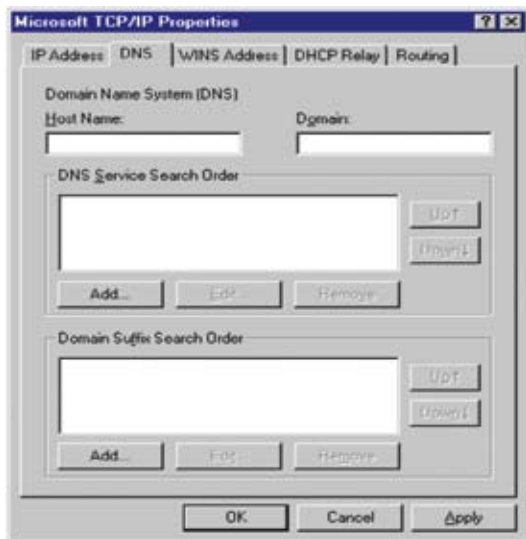 Microsoft TCP/IP Properties
IP Address DNS WINS Address DHCP Relay Routing
Domain Name System (DNS)
Host Name: Domain:
DNS Service Search Order
Up↑
Down↓
Add... Edit... Remove
Domain Suffix Search Order
Up↑
Down↓
Add... Edit... Remove
OK Cancel Apply